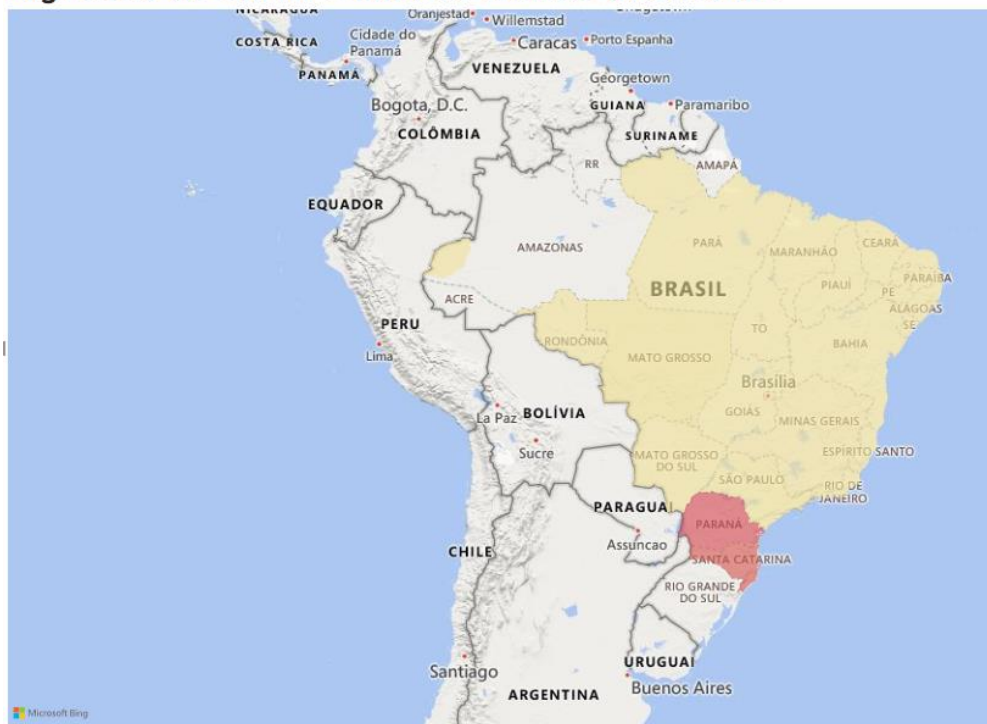 NICARÁGUA
Oranjestad
Willemstad
COSTA RICA
Cidade do
Panamá
Caracas
Porto Espanha
PANAMÁ
VENEZUELA
Georgetown
Bogota, D.C.
GUIANA
Paramaribo
COLÔMBIA
SURINAME
RR
AMAPÁ
EQUADOR
AMAZONAS
PARÁ
MARANHÃO
CEARÁ
BRASIL
PIAUÍ
PARAÍBA
PE
ACRE
ALAGOAS
SE
PERU
RONDÔNIA
TO
BAHIA
Lima
MATO GROSSO
Brasília
BOLÍVIA
GOIÁS
La Paz
MINAS GERAIS
Sucre
MATO GROSSO
DO SUL
ESPÍRITO SANTO
SÃO PAULO
RIO DE
JANEIRO
PARAGUAI
PARANÁ
Assuncao
CHILE
SANTA CATARINA
RIO GRANDE
DO SUL
Santiago
URUGUAI
Buenos Aires
ARGENTINA
Microsoft Bing